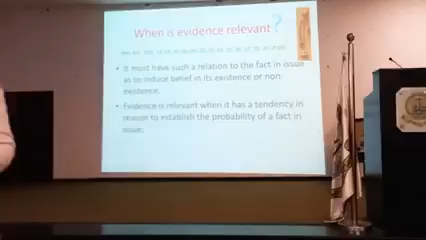 When is evidence relevant ?
• It must have such a relation to the fact in issue
as to induce belief in its existence or non
existence.
• Evidence is relevant when it has a tendency in
reason to establish the probability of a fact in
issue.